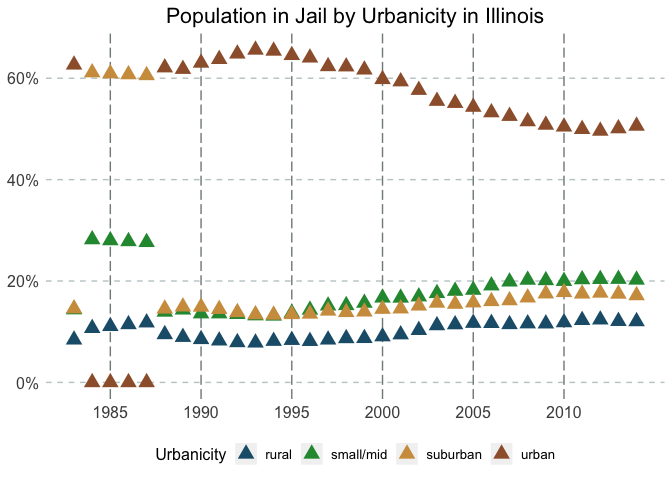 Population in Jail by Urbanicity in Illinois
60%
40%
20%
0%
1985 1990 1995 2000 2005 2010
Urbanicity rural small/mid suburban urban